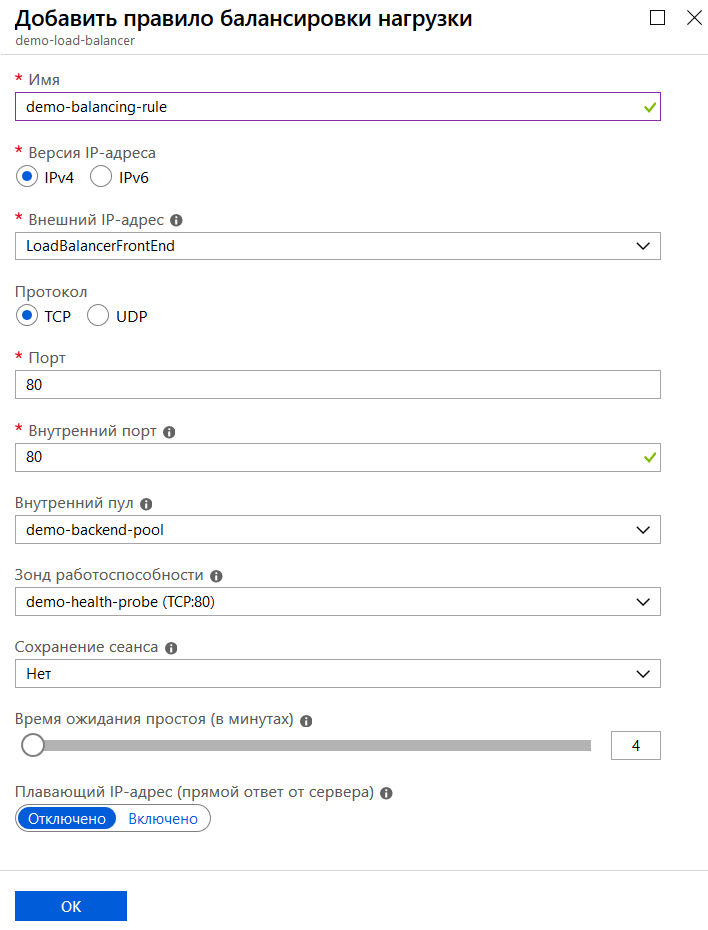 Добавить правило балансировки нагрузки
demo-load-balancer
* Имя
demo-balancing-rule
* Версия IP-адреса
IPv4 IPv6
* Внешний IP-адрес
LoadBalancerFrontEnd
Протокол
TCP UDP
* Порт
80
* Внутренний порт
80
Внутренний пул
demo-backend-pool
Зонд работоспособности
demo-health-probe (TCP:80)
Сохранение сеанса
Нет
Время ожидания простоя (в минутах)
4
Плавающий IP-адрес (прямой ответ от сервера)
Отключено Включено
ОК